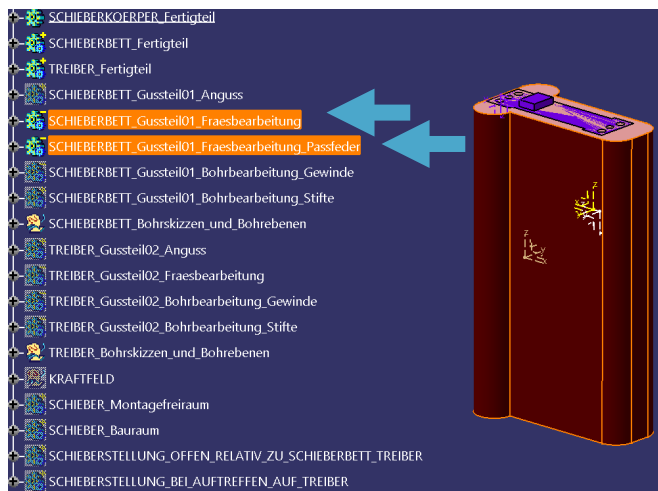 SCHIEBERKOERPER_Fertigteil
SCHIEBERBETT_Fertigteil
TREIBER_Fertigteil
SCHIEBERBETT_Gussteil01_Anguss
SCHIEBERBETT_Gussteil01_Fraesbearbeitung
SCHIEBERBETT_Gussteil01_Fraesbearbeitung_Passfeder
SCHIEBERBETT_Gussteil01_Bohrbearbeitung_Gewinde
SCHIEBERBETT_Gussteil01_Bohrbearbeitung_Stifte
SCHIEBERBETT_Bohrskizzen_und_Bohrebenen
TREIBER_Gussteil02_Anguss
TREIBER_Gussteil02_Fraesbearbeitung
TREIBER_Gussteil02_Bohrbearbeitung_Gewinde
TREIBER_Gussteil02_Bohrbearbeitung_Stifte
TREIBER_Bohrskizzen_und_Bohrebenen
KRAFTFELD
SCHIEBER_Montagefreiraum
SCHIEBER_Bauraum
SCHIEBERSTELLUNG_OFFEN_RELATIV_ZU_SCHIEBERBETT_TREIBER
SCHIEBERSTELLUNG_BEI_AUFTREFFEN_AUF_TREIBER